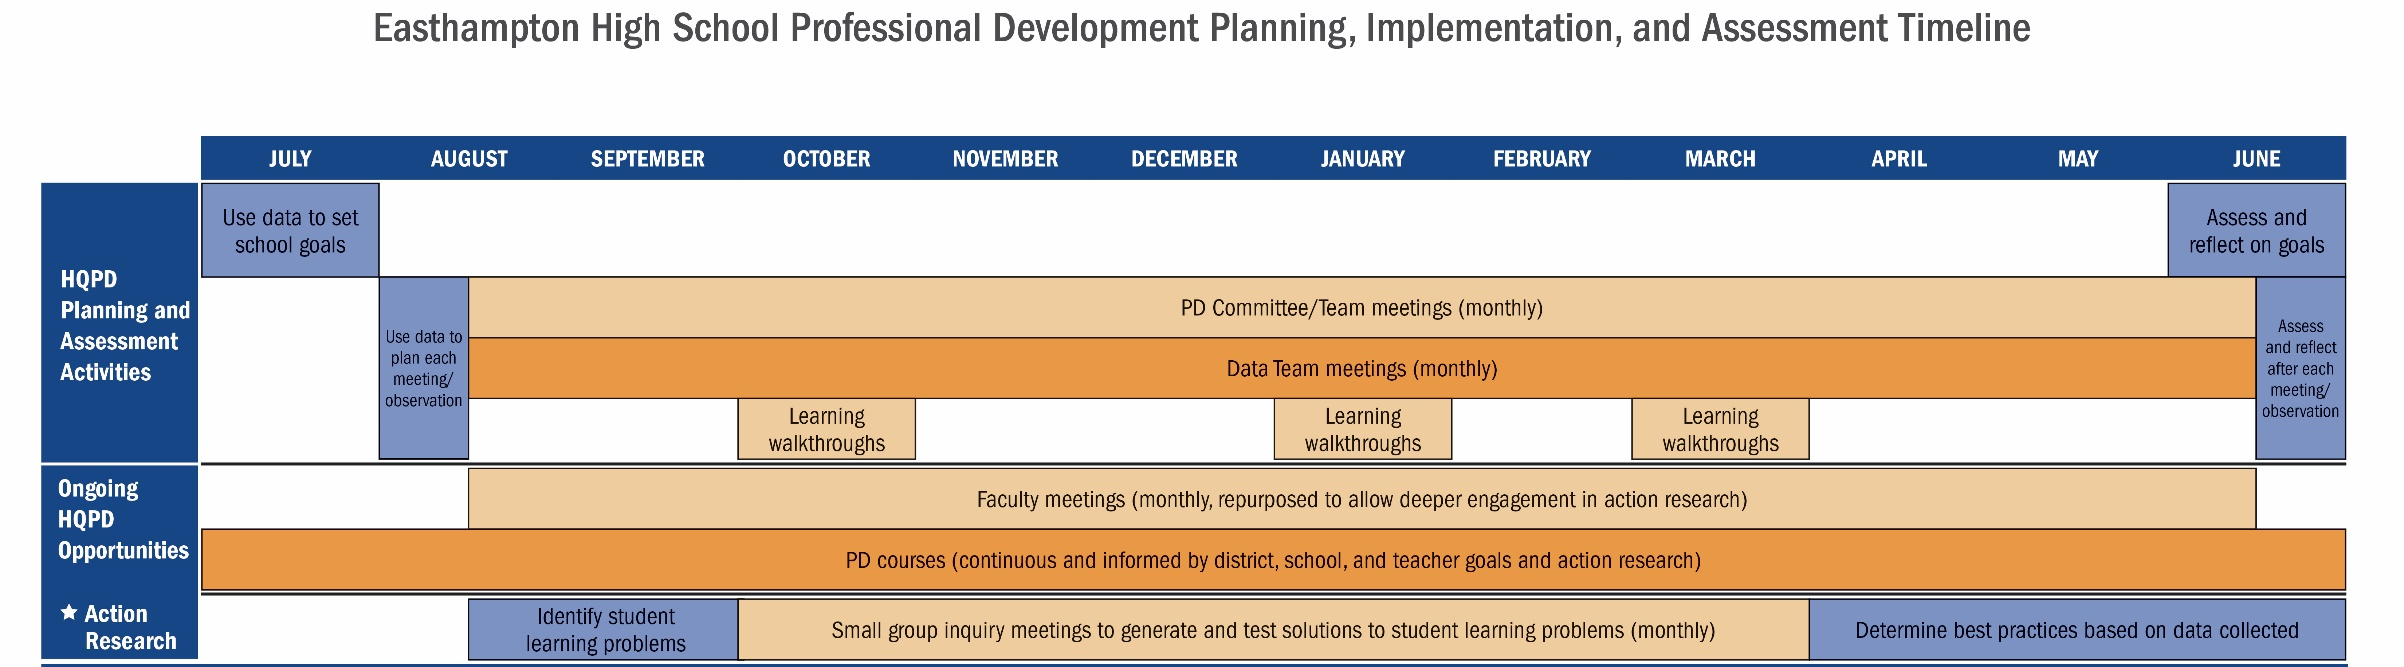 Easthampton High School Professional Development Planning, Implementation, and Assessment Timeline
JULY AUGUST SEPTEMBER OCTOBER NOVEMBER DECEMBER JANUARY FEBRUARY MARCH APRIL MAY JUNE
HQPD
Planning and
Assessment
Activities
Use data to set
school goals
Assess and
reflect on goals
Use data to
plan each
meeting/
observation
PD Committee/Team meetings (monthly)
Data Team meetings (monthly)
Learning
walkthroughs
Learning
walkthroughs
Learning
walkthroughs
Assess
and reflect
after each
meeting/
observation
Ongoing
HQPD
Opportunities
Faculty meetings (monthly, repurposed to allow deeper engagement in action research)
PD courses (continuous and informed by district, school, and teacher goals and action research)
★ Action
Research
Identify student
learning problems
Small group inquiry meetings to generate and test solutions to student learning problems (monthly)
Determine best practices based on data collected